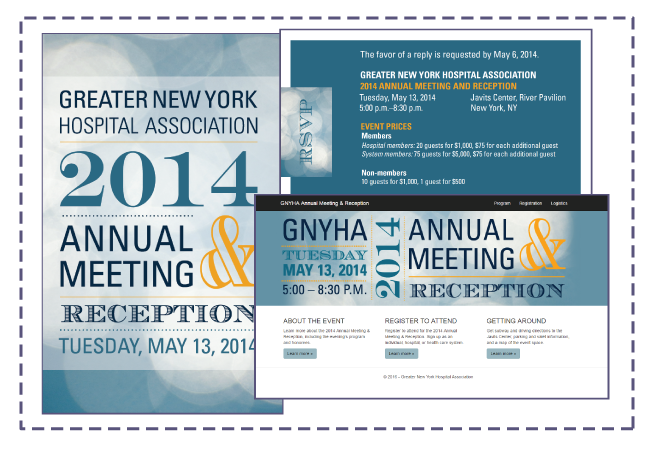 GREATER NEW YORK
HOSPITAL ASSOCIATION
2014
ANNUAL
MEETING &
RECEPTION
TUESDAY, MAY 13, 2014
RSVP
The favor of a reply is requested by May 6, 2014.
GREATER NEW YORK HOSPITAL ASSOCIATION
2014 ANNUAL MEETING AND RECEPTION
Tuesday, May 13, 2014 Javits Center, River Pavilion
5:00 p.m.–8:30 p.m. New York, NY
EVENT PRICES
Members
Hospital members: 20 guests for $1,000, $75 for each additional guest
System members: 75 guests for $5,000, $75 for each additional guest
Non-members
10 guests for $1,000, 1 guest for $500
GNYHA Annual Meeting & Reception Program Registration Logistics
GNYHA
TUESDAY
MAY 13, 2014
5:00 – 8:30 P.M.
2014
ANNUAL
MEETING &
RECEPTION
ABOUT THE EVENT
Learn more about the 2014 Annual Meeting &
Reception, including the evening's program
and honorees.
Learn more »
REGISTER TO ATTEND
Register to attend for the 2014 Annual
Meeting & Reception. Sign up as an
individual, hospital, or health care system.
Learn more »
GETTING AROUND
Get subway and driving directions to the
Javits Center, parking and valet information,
and a map of the event space.
Learn more »
© 2015 – Greater New York Hospital Association